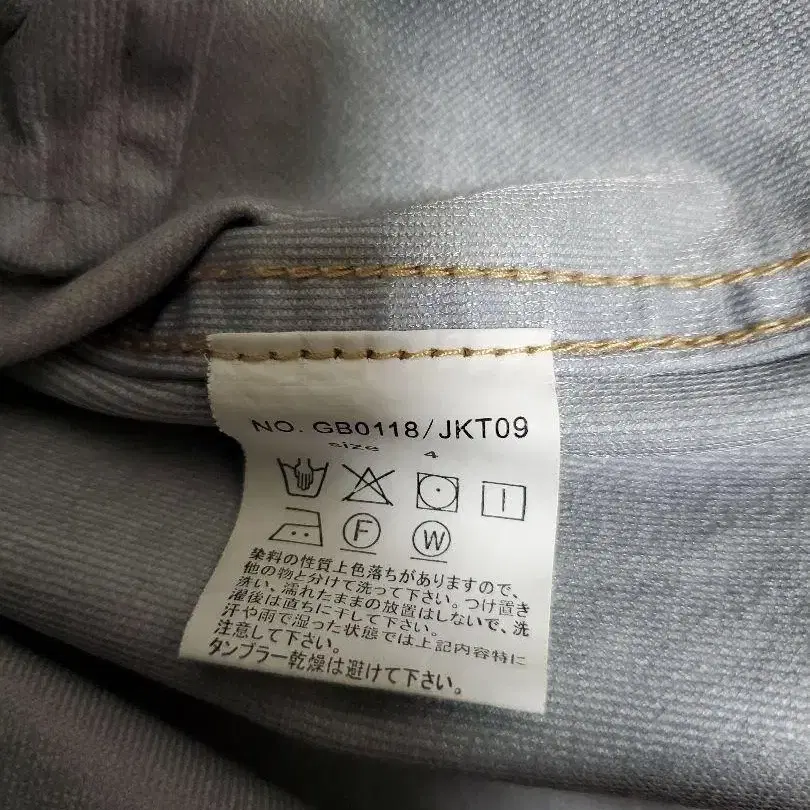 NO. GB0118/JKT09
size 4
F W
染料の性質上色落ちがありますので、
他の物と分けて洗って下さい。つけ置き
洗い、濡れたままの放置はしないで、洗
濯後は直ちに干して下さい。
汗や雨で湿った状態では上記内容特に
注意して下さい。
タンブラー乾燥は避けて下さい。